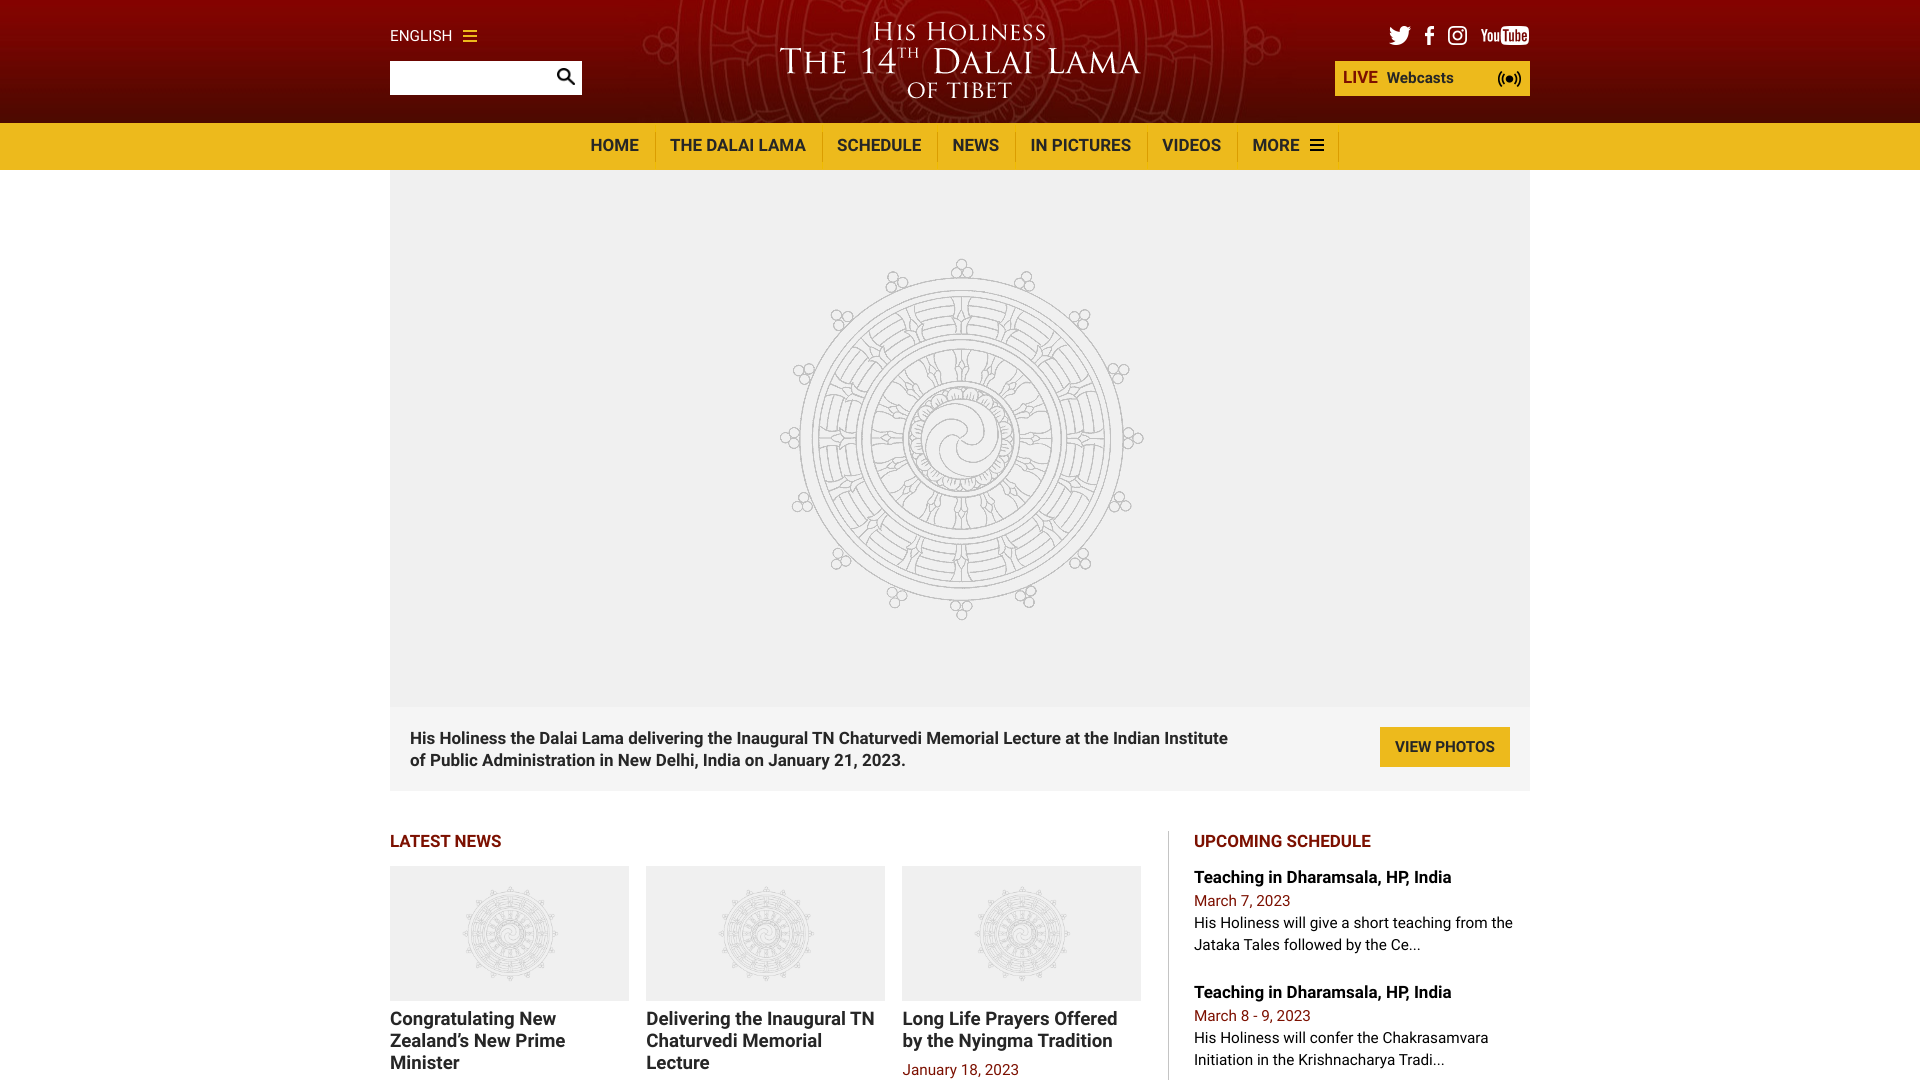 ENGLISH
HIS HOLINESS
THE 14TH DALAI LAMA
OF TIBET
You Tube
LIVE Webcasts
HOME
THE DALAI LAMA
SCHEDULE
NEWS
IN PICTURES
VIDEOS
MORE
His Holiness the Dalai Lama delivering the Inaugural TN Chaturvedi Memorial Lecture at the Indian Institute
of Public Administration in New Delhi, India on January 21, 2023.
VIEW PHOTOS
LATEST NEWS
Congratulating New
Zealand’s New Prime
Minister
Delivering the Inaugural TN
Chaturvedi Memorial
Lecture
Long Life Prayers Offered
by the Nyingma Tradition
January 18, 2023
UPCOMING SCHEDULE
Teaching in Dharamsala, HP, India
March 7, 2023
His Holiness will give a short teaching from the
Jataka Tales followed by the Ce...
Teaching in Dharamsala, HP, India
March 8 - 9, 2023
His Holiness will confer the Chakrasamvara
Initiation in the Krishnacharya Tradi...